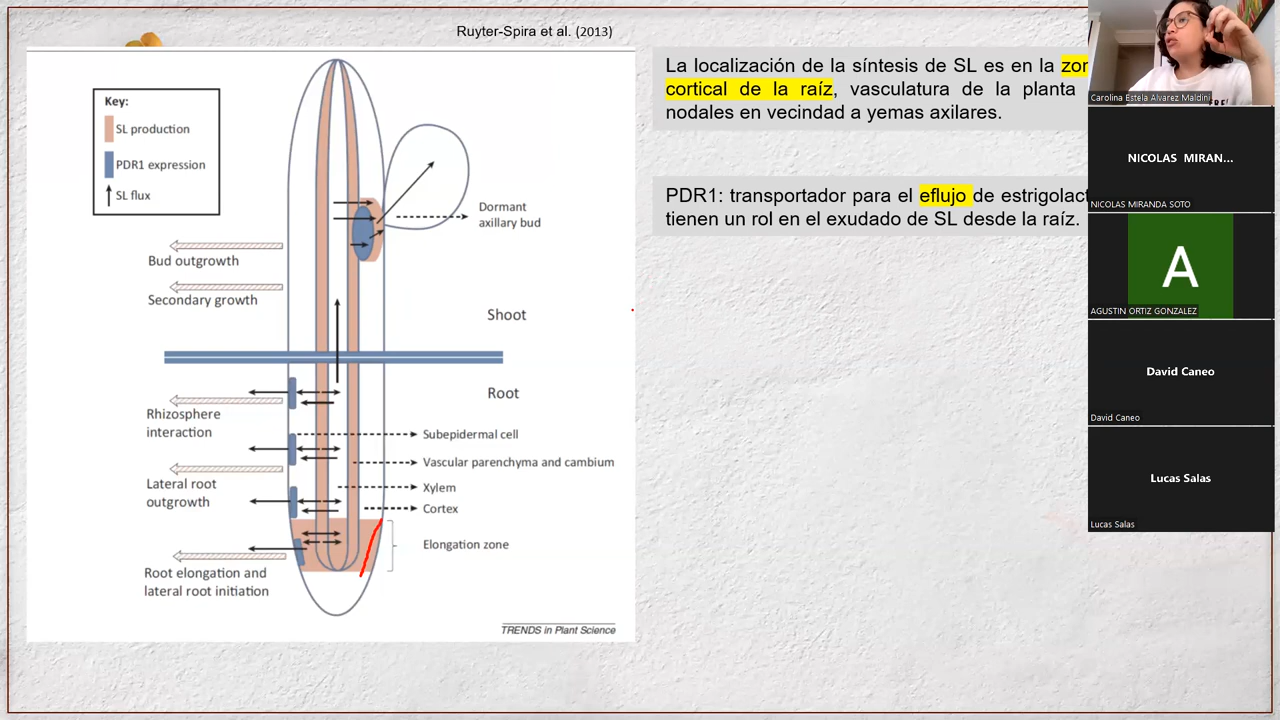 Ruyter-Spira et al. (2013)
Key:
SL production
PDR1 expression
SL flux
Dormant
axillary bud
Bud outgrowth
Secondary growth
Shoot
Root
Rhizosphere
interaction
Subepidermal cell
Vascular parenchyma and cambium
Lateral root
outgrowth
Xylem
Cortex
Elongation zone
Root elongation and
lateral root initiation
TRENDS in Plant Science
La localización de la síntesis de SL es en la
cortical de la raíz, vasculatura de la planta
nodales en vecindad a yemas axilares.
PDR1: transportador para el eflujo de
tienen un rol en el exudado de SL desde la raíz.
Carolina Estela Alvarez Maldini
NICOLAS MIRAN...
NICOLAS MIRANDA SOTO
A
AGUSTIN ORTIZ GONZALEZ
David Caneo
David Caneo
Lucas Salas
Lucas Salas